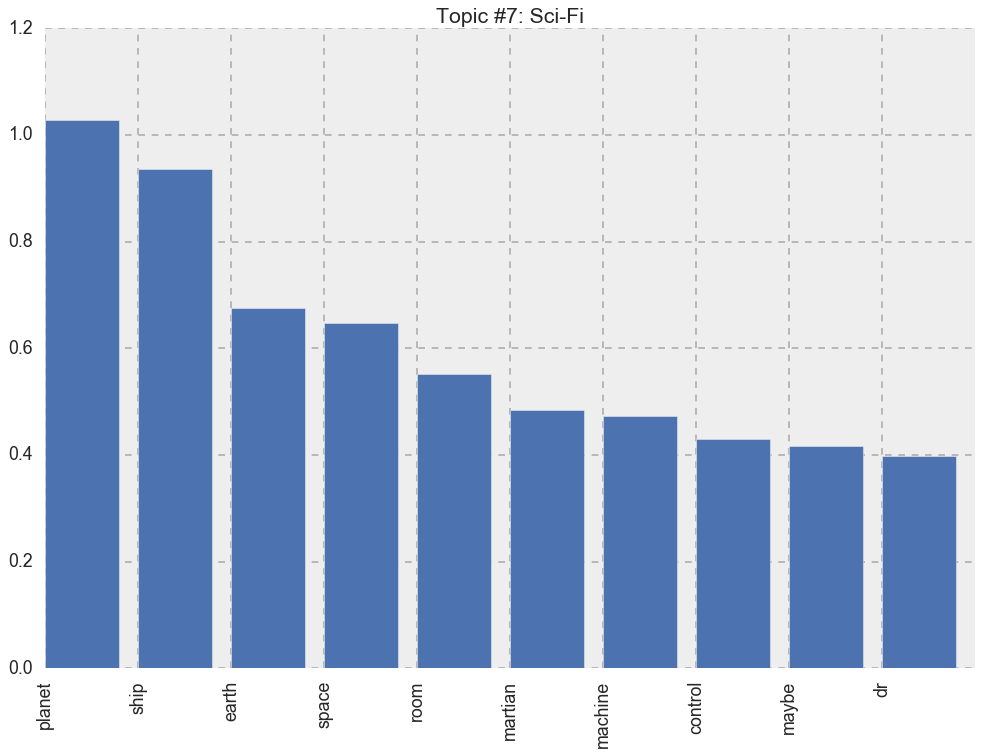 Topic #7: Sci-Fi
1.2
1.0
0.8
0.6
0.4
0.2
0.0
planet
ship
earth
space
room
martian
machine
control
maybe
dr